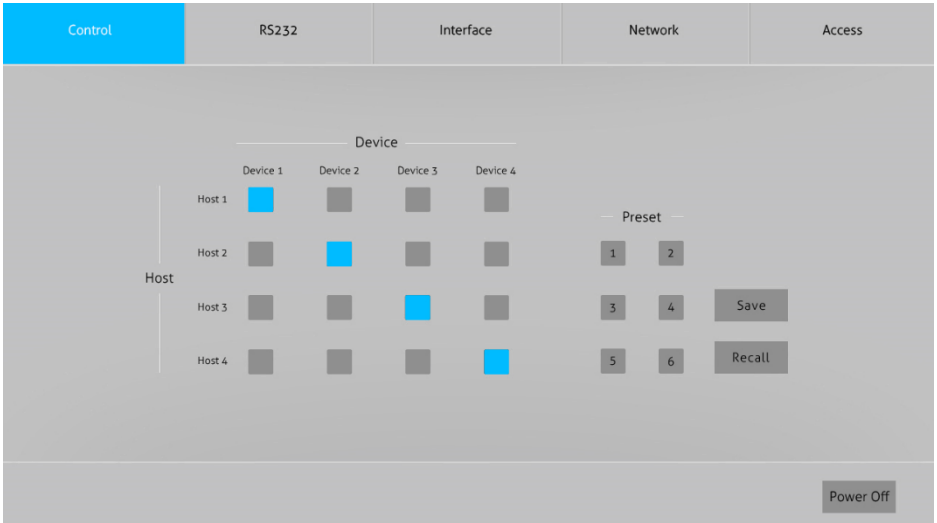 Control RS232 Interface Network Access
Device
Device 1 Device 2 Device 3 Device 4
Host 1
Preset
Host 2 1 2
Host
Host 3 3 4 Save
Host 4 5 6 Recall
Power Off